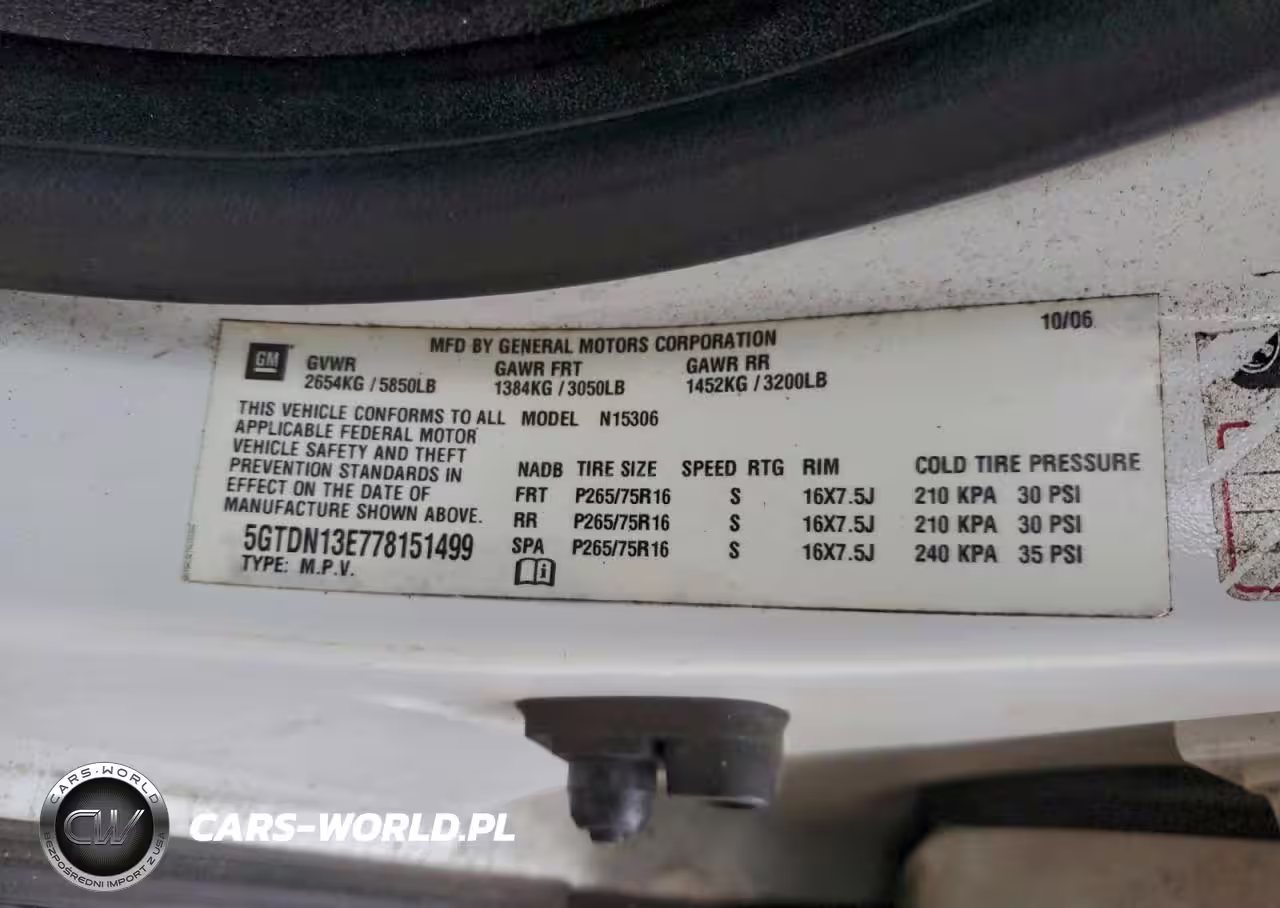 10/06
GM
MFD BY GENERAL MOTORS CORPORATION
GVWR GAWR FRT GAWR RR
2654KG / 5850LB 1384KG / 3050LB 1452KG / 3200LB
THIS VEHICLE CONFORMS TO ALL
APPLICABLE FEDERAL MOTOR
VEHICLE SAFETY AND THEFT
PREVENTION STANDARDS IN
EFFECT ON THE DATE OF
MANUFACTURE SHOWN ABOVE.
5GTDN13E778151499
TYPE: M.P.V.
MODEL N15306
NADB TIRE SIZE SPEED RTG RIM COLD TIRE PRESSURE
FRT P265/75R16 S 16X7.5J 210 KPA 30 PSI
RR P265/75R16 S 16X7.5J 210 KPA 30 PSI
SPA P265/75R16 S 16X7.5J 240 KPA 35 PSI
CARS-WORLD
CW
BEZPOŚREDNI IMPORT Z USA
CARS-WORLD.PL